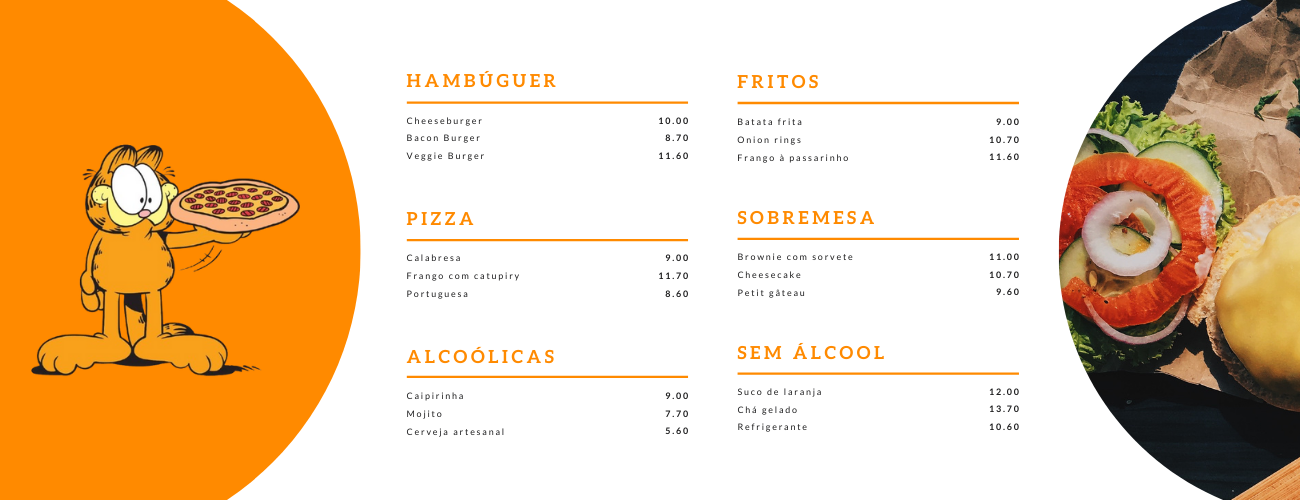 HAMBÚGUER
Cheeseburger 10.00
Bacon Burger 8.70
Veggie Burger 11.60
PIZZA
Calabresa 9.00
Frango com catupiry 11.70
Portuguesa 8.60
ALCOÓLICAS
Caipirinha 9.00
Mojito 7.70
Cerveja artesanal 5.60
FRITOS
Batata frita 9.00
Onion rings 10.70
Frango à passarinho 11.60
SOBREMESA
Brownie com sorvete 11.00
Cheesecake 10.70
Petit gâteau 9.60
SEM ÁLCOOL
Suco de laranja 12.00
Chá gelado 13.70
Refrigerante 10.60